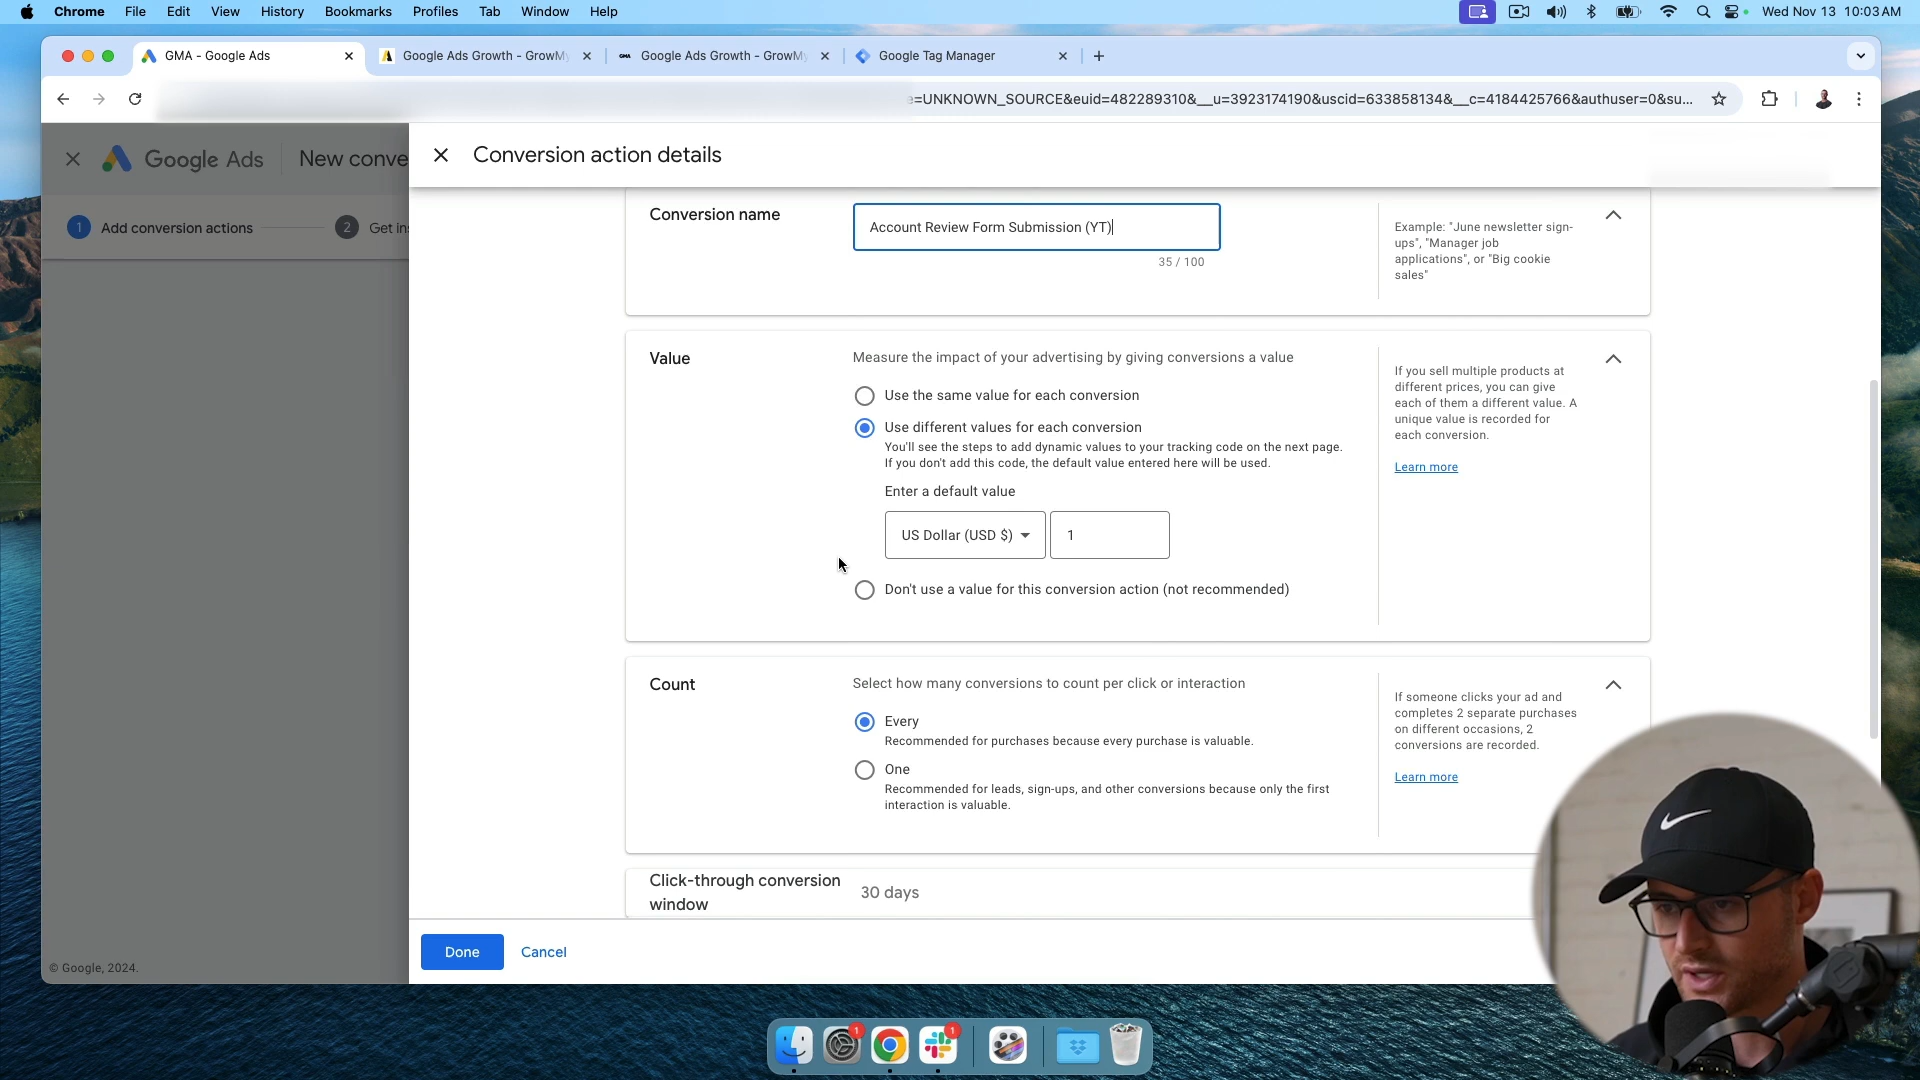 Chrome File Edit View History Bookmarks Profiles Tab Window Help
Wed Nov 13 10:03 AM
GMA - Google Ads
Google Ads Growth - GrowMy
Google Ads Growth - GrowMy
Google Tag Manager
=UNKNOWN_SOURCE&euid=482289310&__u=3923174190&uscid=633858134&__c=4184425766&authuser=0&su...
Google Ads
New conve
Conversion action details
1 Add conversion actions
2 Get ins
Conversion name
Account Review Form Submission (YT)
35 / 100
Example: "June newsletter sign-
ups", "Manager job
applications", or "Big cookie
sales"
Value
Measure the impact of your advertising by giving conversions a value
Use the same value for each conversion
Use different values for each conversion
You'll see the steps to add dynamic values to your tracking code on the next page.
If you don't add this code, the default value entered here will be used.
Enter a default value
US Dollar (USD $)
1
Don't use a value for this conversion action (not recommended)
If you sell multiple products at
different prices, you can give
each of them a different value. A
unique value is recorded for
each conversion.
Learn more
Count
Select how many conversions to count per click or interaction
Every
Recommended for purchases because every purchase is valuable.
One
Recommended for leads, sign-ups, and other conversions because only the first
interaction is valuable.
If someone clicks your ad and
completes 2 separate purchases
on different occasions, 2
conversions are recorded.
Learn more
Click-through conversion
window
30 days
Done
Cancel
© Google, 2024.
1
1